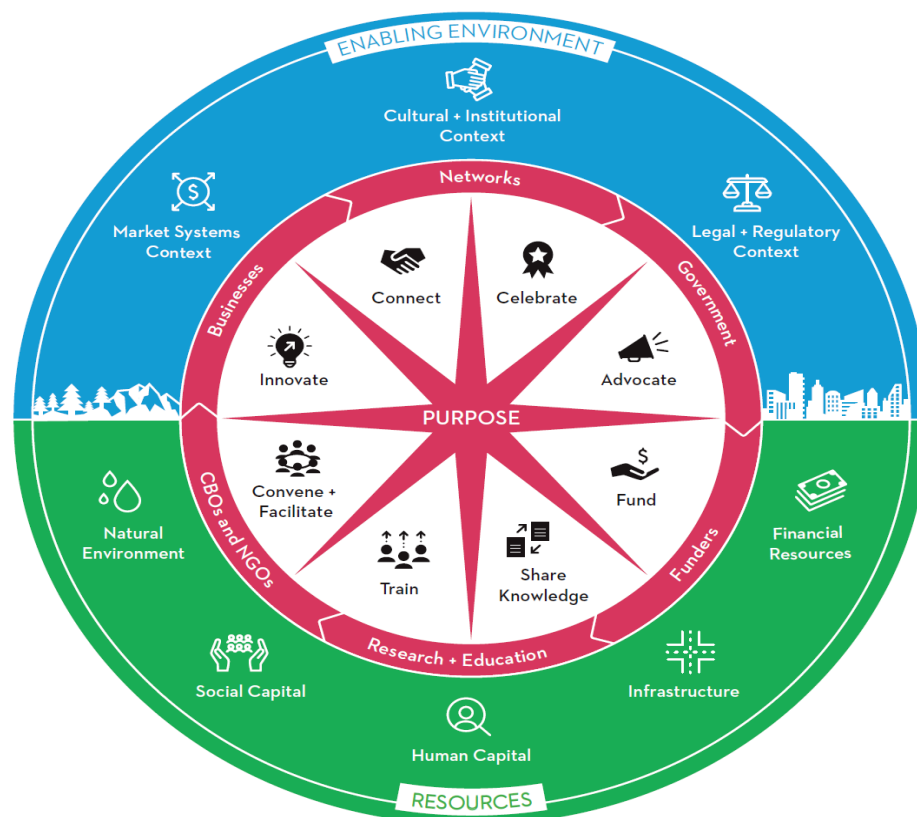 ENABLING ENVIRONMENT
Cultural + Institutional
Context
Market Systems
Context
Legal + Regulatory
Context
Networks
Businesses
Government
Connect
Celebrate
Innovate
Advocate
PURPOSE
Convene +
Facilitate
Fund
Train
Share
Knowledge
CBOs and NGOs
Funders
Research + Education
Natural
Environment
Financial
Resources
Social Capital
Infrastructure
Human Capital
RESOURCES
$
$